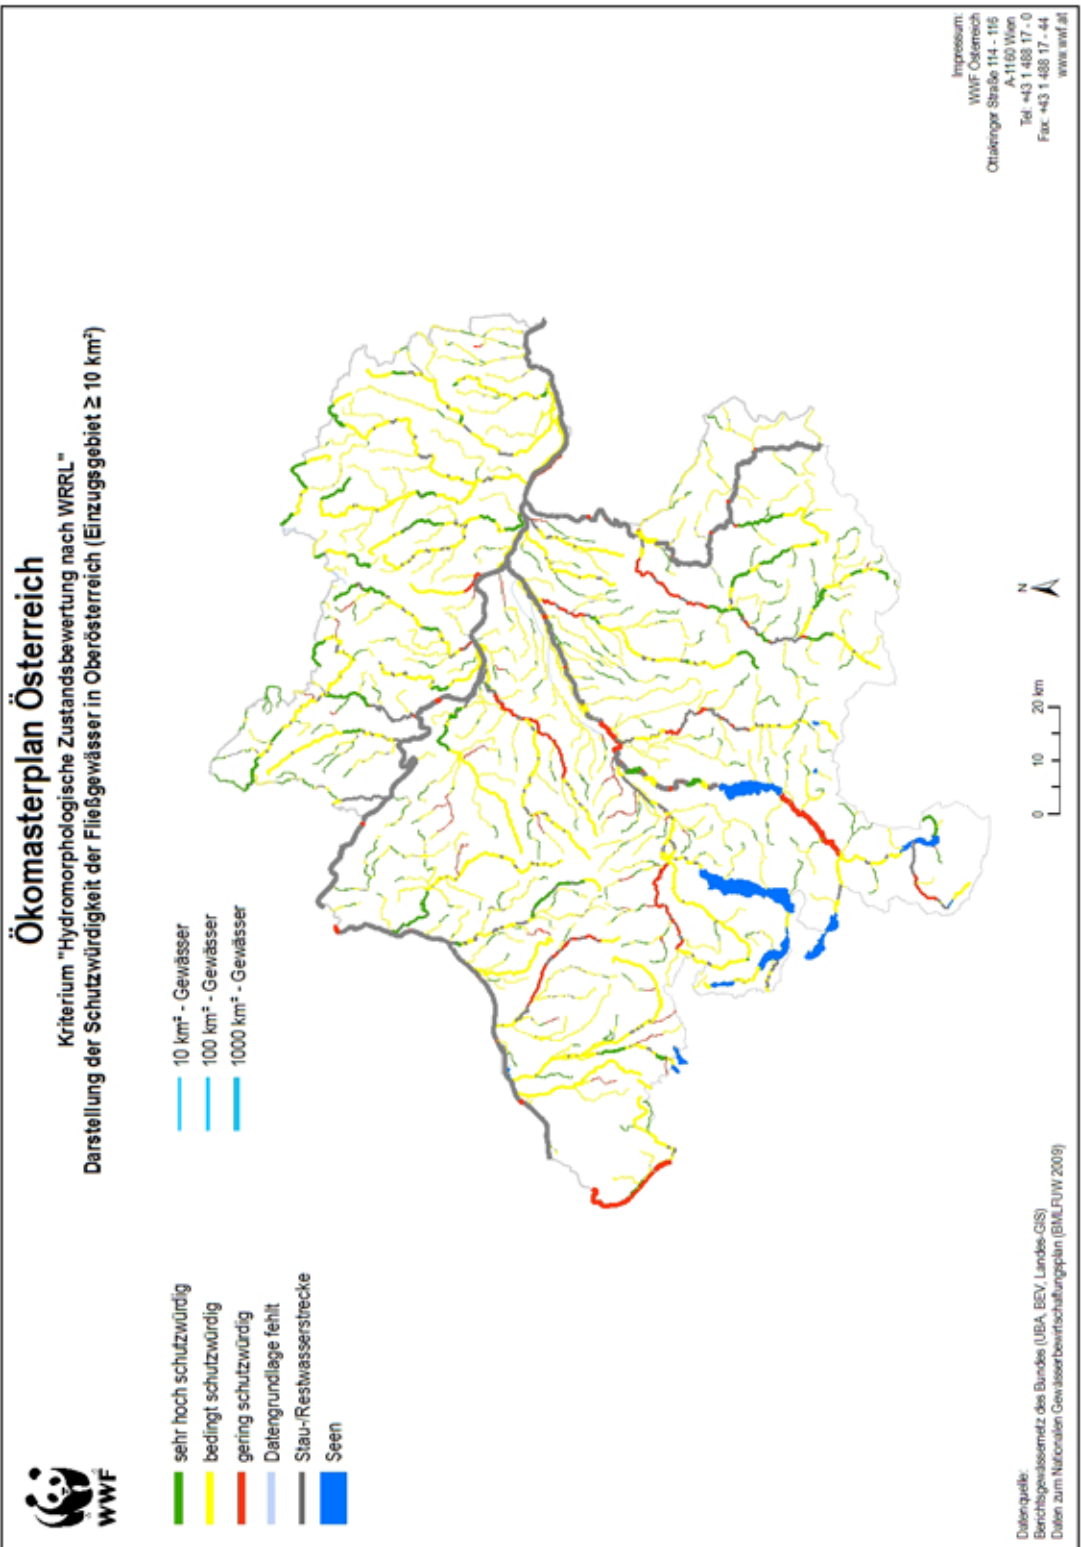 Ökomasterplan Österreich
Kriterium "Hydromorphologische Zustandsbewertung nach WRRL"
Darstellung der Schutzwürdigkeit der Fließgewässer in Oberösterreich (Einzugsgebiet ≥ 10 km²)
WWF
sehr hoch schutzwürdig
bedingt schutzwürdig
gering schutzwürdig
Datengrundlage fehlt
Stau-/Restwasserstrecke
Seen
10 km² - Gewässer
100 km² - Gewässer
1000 km² - Gewässer
N
0 10 20 km
Datenquelle:
Berichtsgewässernetz des Bundes (UBA, BEV, Landes-GIS)
Daten zum Nationalen Gewässerbewirtschaftungsplan (BMLFUW 2009)
Impressum:
WWF Österreich
Ottakringer Straße 114 - 116
A-1160 Wien
Tel: +43 1 488 17 - 0
Fax: +43 1 488 17 - 44
www.wwf.at